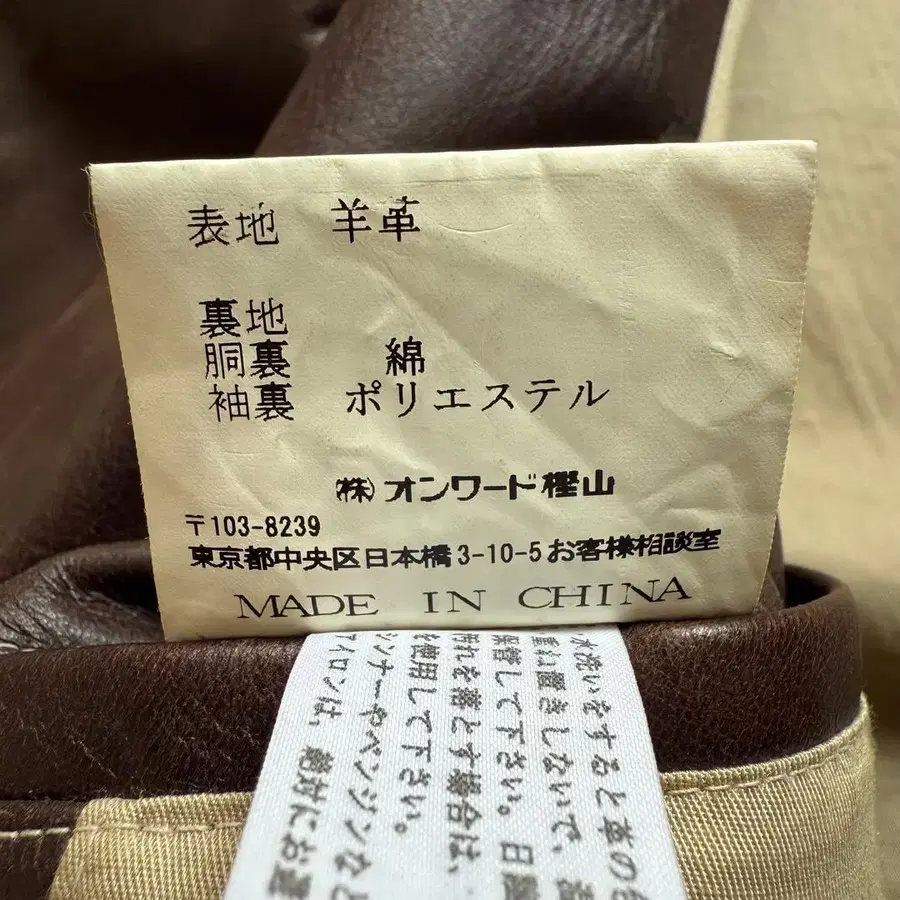 表地 羊革
裏地
胴裏 綿
袖裏 ポリエステル
(株)オンワード樫山
〒103-8239
東京都中央区日本橋3-10-5お客様相談室
MADE IN CHINA
水洗いをすると革の
重ね置きしないで、
保管して下さい。日
汚れを落とす場合は、
を使用して下さい。
シンナーやベンジンなど
アイロンは、絶対にお